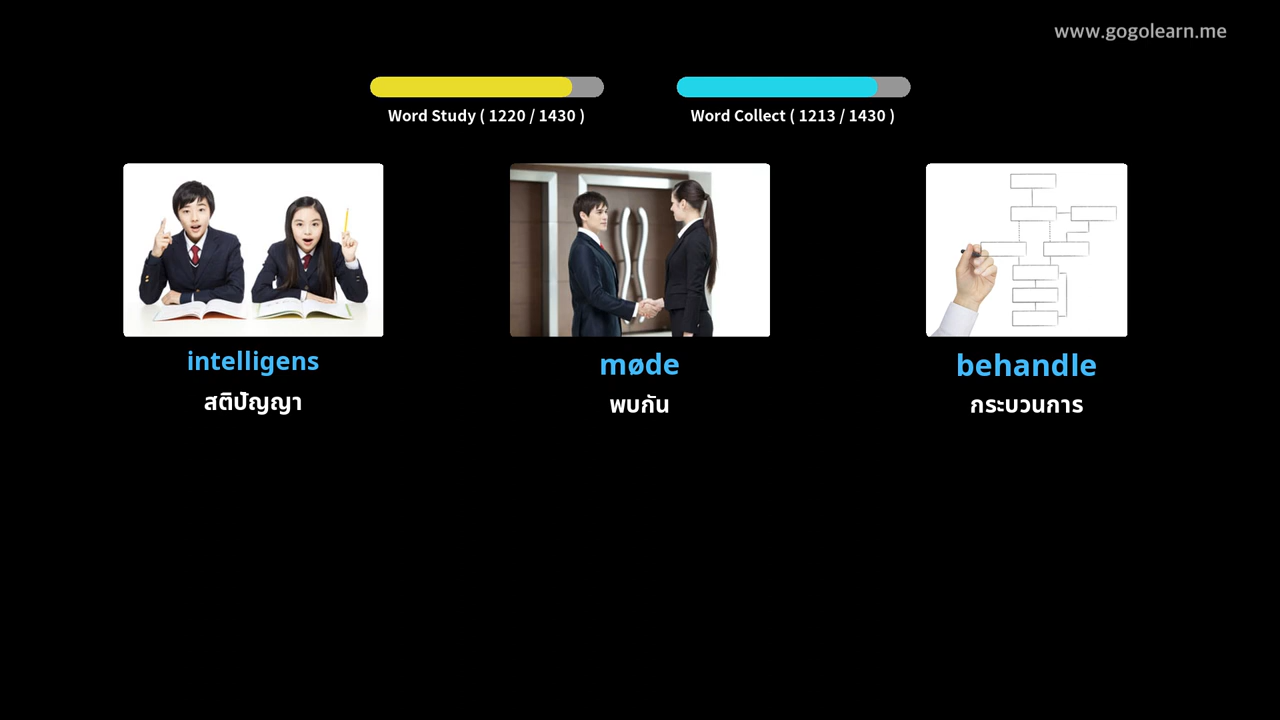 www.gogolearn.me
Word Study ( 1220 / 1430 )
Word Collect ( 1213 / 1430 )
intelligens
møde
behandle
สติปัญญา
พบกัน
กระบวนการ